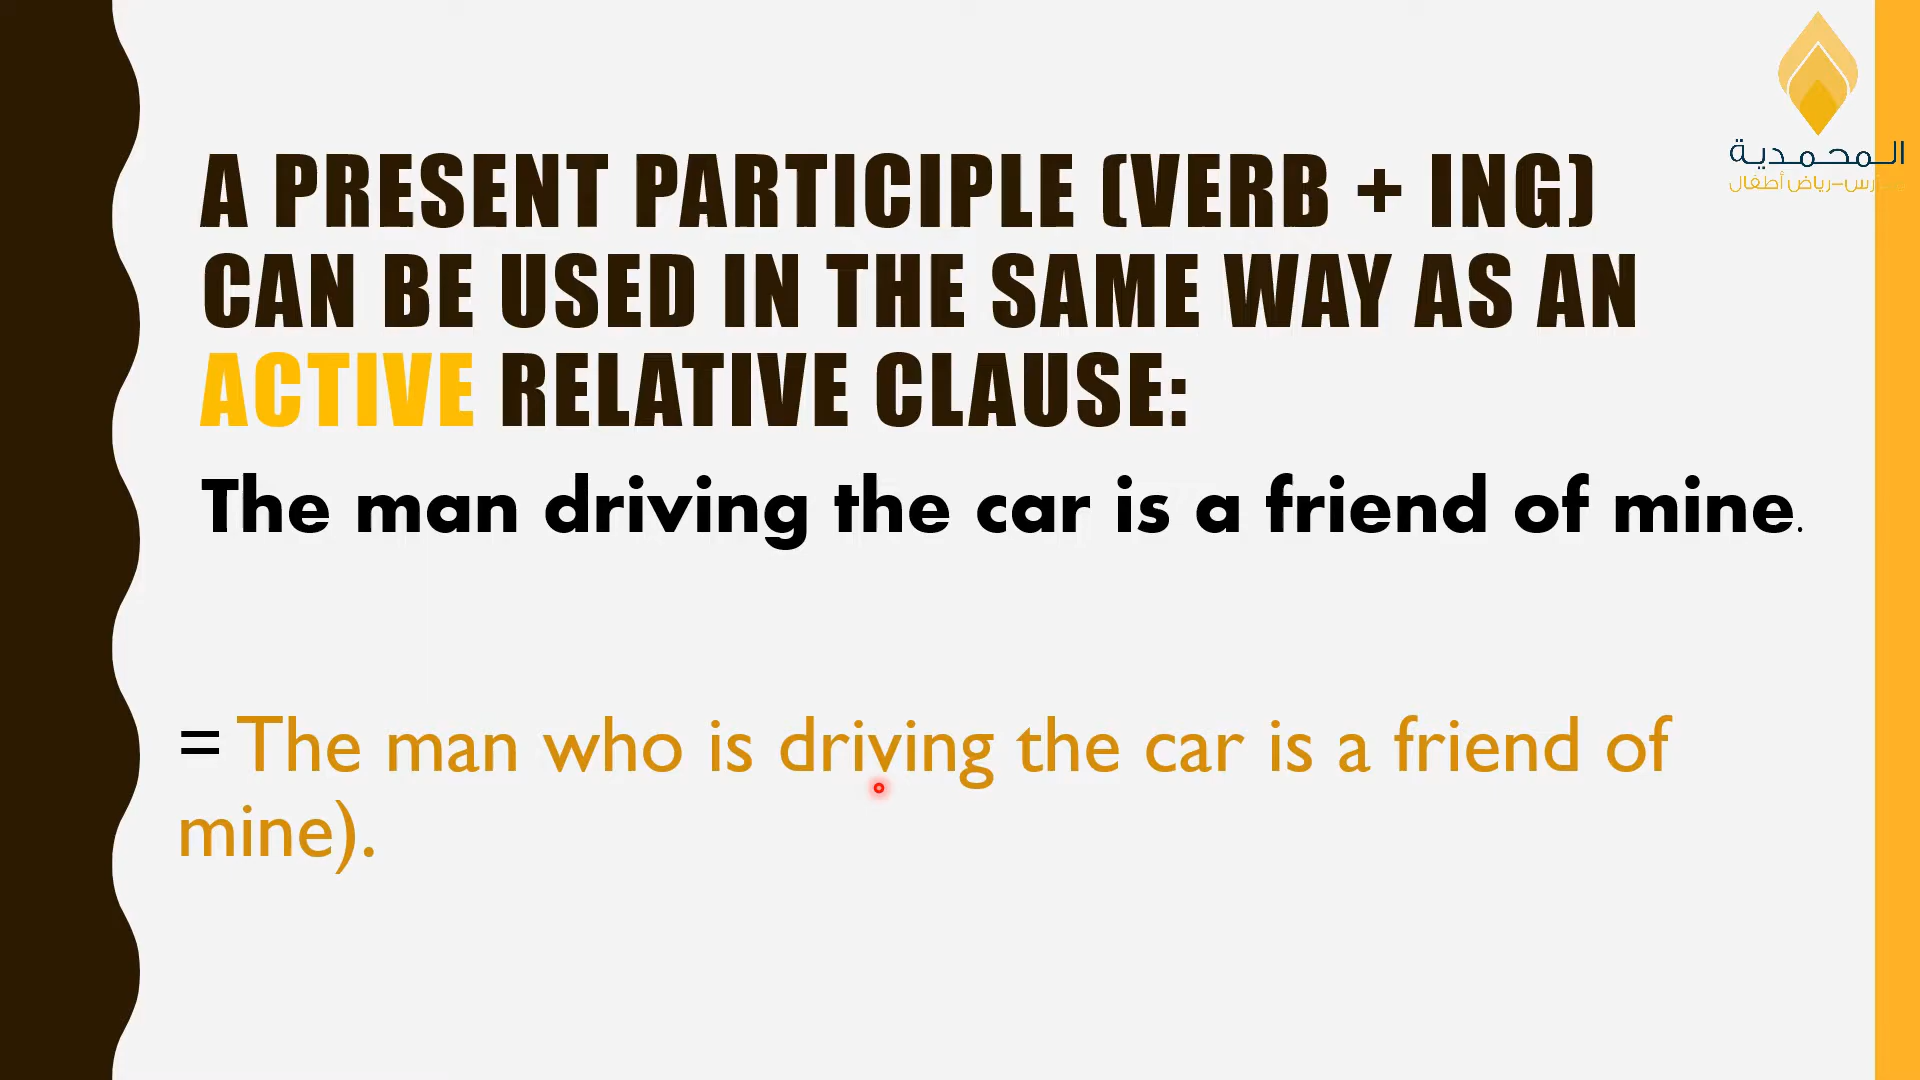 المحمدية
رياض أطفال
A PRESENT PARTICIPLE (VERB + ING)
CAN BE USED IN THE SAME WAY AS AN
ACTIVE RELATIVE CLAUSE:
The man driving the car is a friend of mine.
= The man who is driving the car is a friend of
mine).